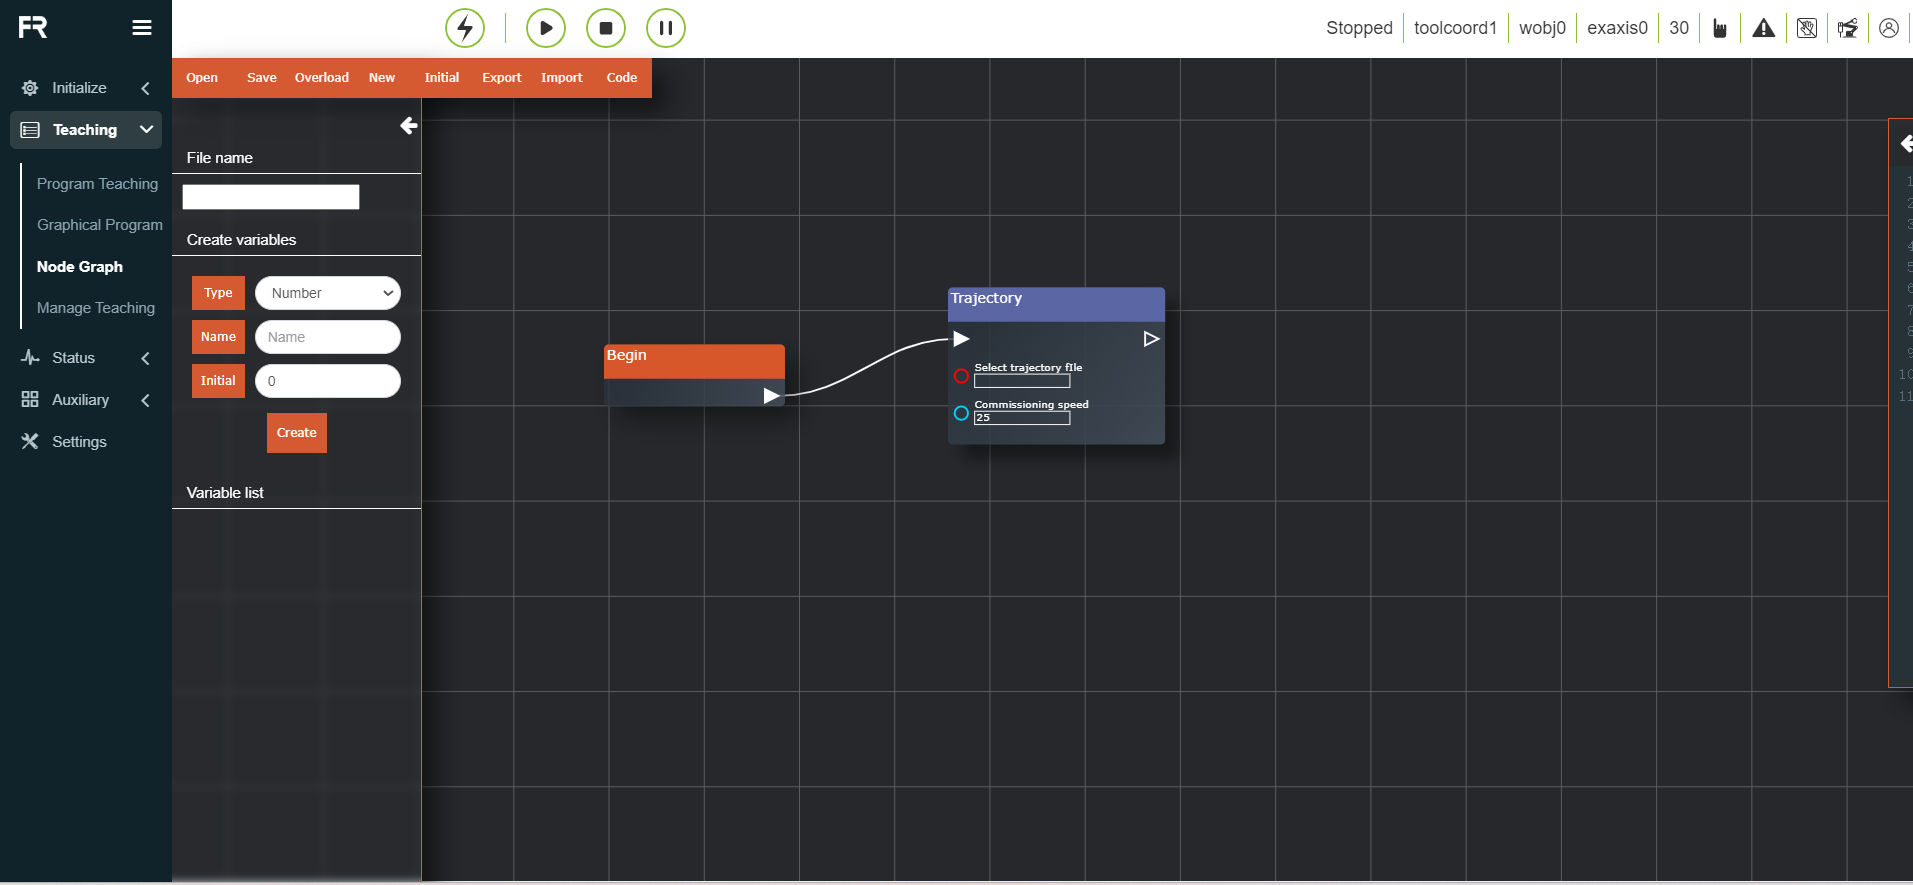 FR
Stopped
toolcoord1
wobj0
exaxis0
30
Initialize
Teaching
Program Teaching
Graphical Program
Node Graph
Manage Teaching
Status
Auxiliary
Settings
Open Save Overload New Initial Export Import Code
File name
Create variables
Type Number
Name Name
Initial 0
Create
Variable list
Begin
Trajectory
Select trajectory fIle
Commissioning speed
25
1
2
3
4
5
6
7
8
9
10
11